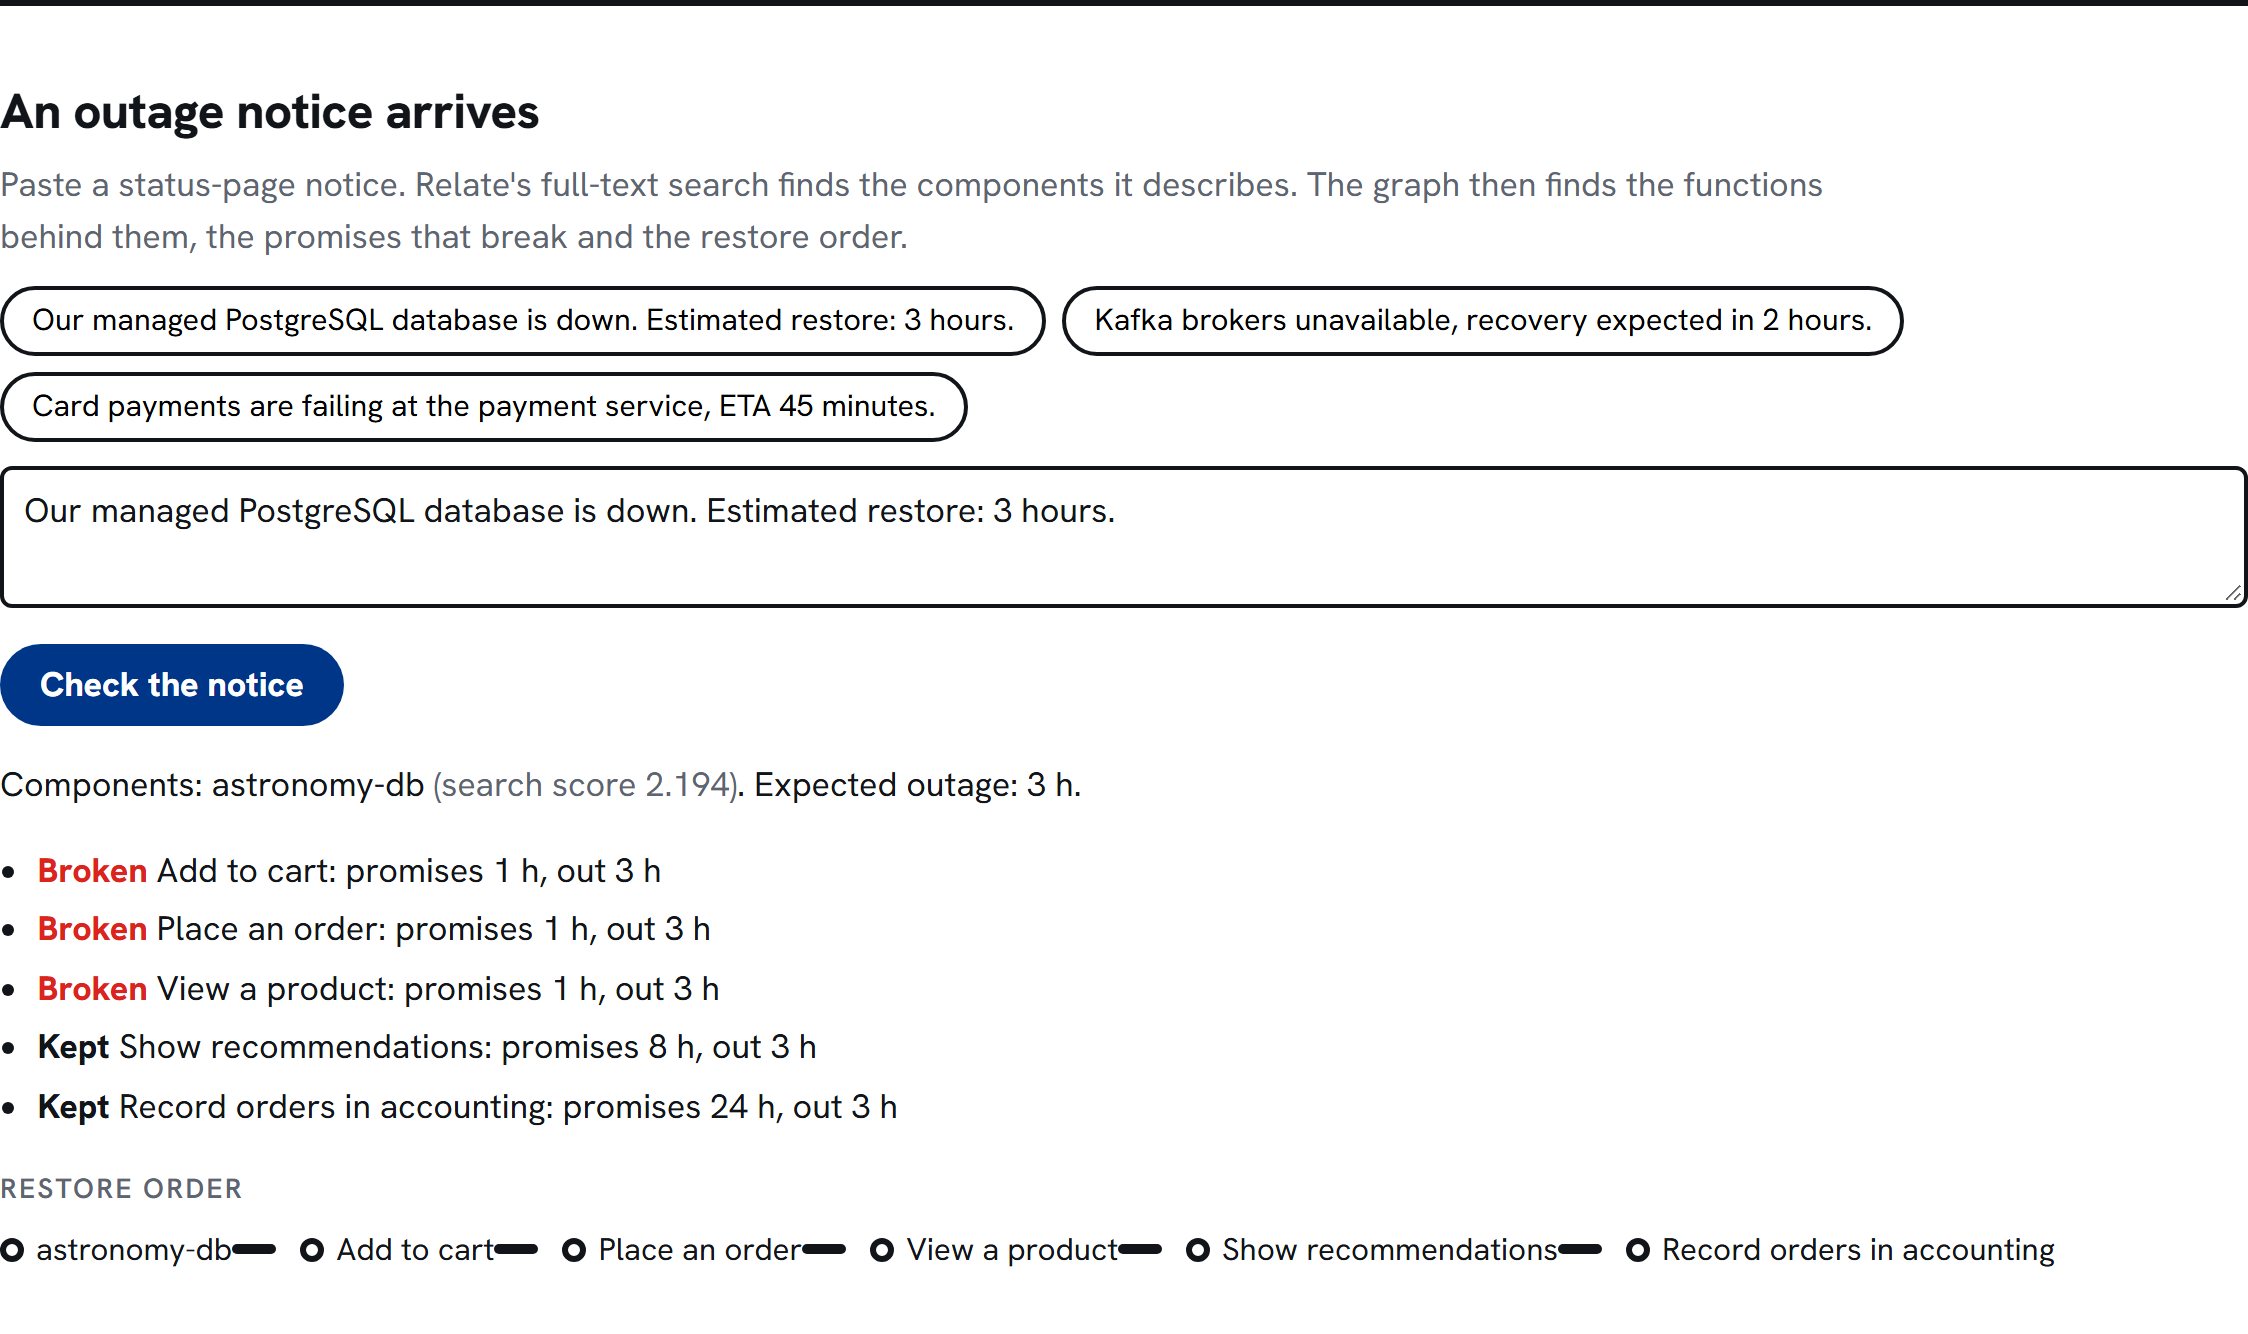 An outage notice arrives
Paste a status-page notice. Relate's full-text search finds the components it describes. The graph then finds the functions
behind them, the promises that break and the restore order.
Our managed PostgreSQL database is down. Estimated restore: 3 hours.
Kafka brokers unavailable, recovery expected in 2 hours.
Card payments are failing at the payment service, ETA 45 minutes.
Our managed PostgreSQL database is down. Estimated restore: 3 hours.
Check the notice
Components: astronomy-db (search score 2.194). Expected outage: 3 h.
Broken Add to cart: promises 1 h, out 3 h
Broken Place an order: promises 1 h, out 3 h
Broken View a product: promises 1 h, out 3 h
Kept Show recommendations: promises 8 h, out 3 h
Kept Record orders in accounting: promises 24 h, out 3 h
RESTORE ORDER
astronomy-db Add to cart Place an order View a product Show recommendations Record orders in accounting